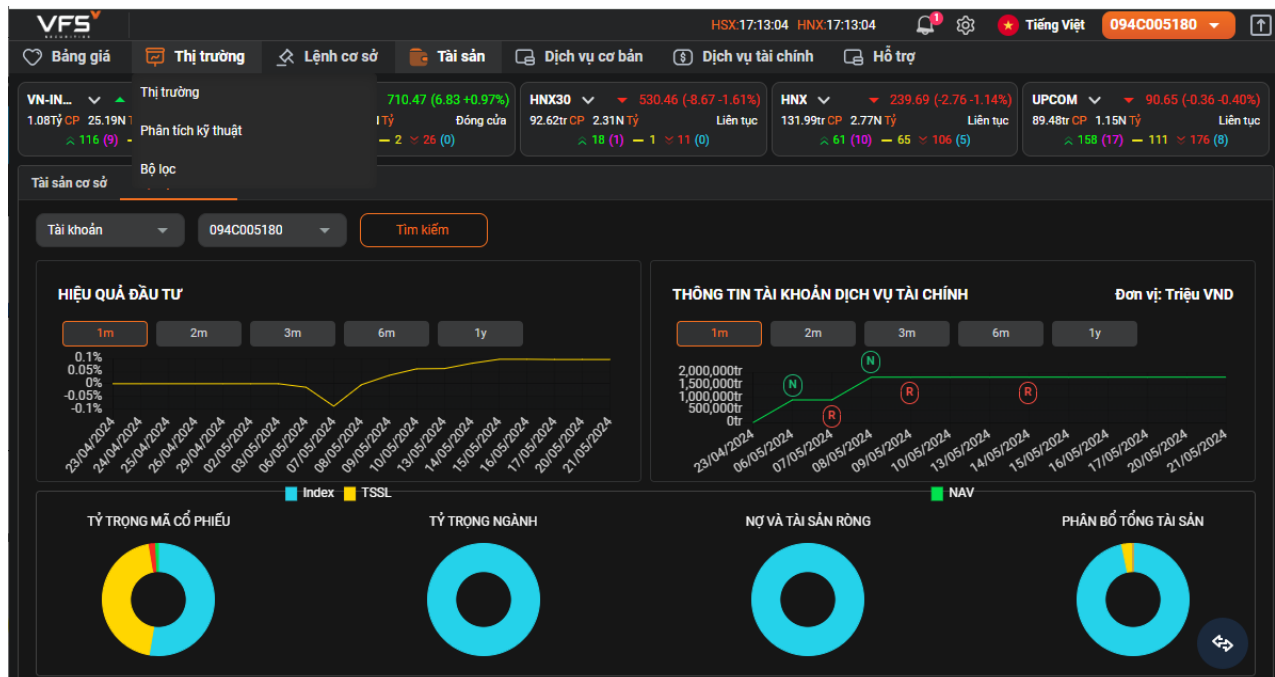 VFS
SECURITIES
HSX:17:13:04 HNX:17:13:04
1
Tiếng Việt
094C005180
Bảng giá
Thị trường
Lệnh cơ sở
Tài sản
Dịch vụ cơ bản
Dịch vụ tài chính
Hỗ trợ
Thị trường
Phân tích kỹ thuật
Bộ lọc
VN-IN...
1.08Tỷ CP 25.19N
116 (9)
710.47 (6.83 +0.97%)
Tỷ Đóng cửa
2 26 (0)
HNX30 530.46 (-8.67 -1.61%)
92.62tr CP 2.31N Tỷ Liên tục
18 (1) 1 11 (0)
HNX 239.69 (-2.76 -1.14%)
131.99tr CP 2.77N Tỷ Liên tục
61 (10) 65 106 (5)
UPCOM 90.65 (-0.36 -0.40%)
89.48tr CP 1.15N Tỷ Liên tục
158 (17) 111 176 (8)
Tài sản cơ sở
Tài khoản
094C005180
Tìm kiếm
HIỆU QUẢ ĐẦU TƯ
1m 2m 3m 6m 1y
0.1%
0.05%
0%
-0.05%
-0.1%
23/04/2024 24/04/2024 25/04/2024 26/04/2024 29/04/2024 02/05/2024 03/05/2024 06/05/2024 07/05/2024 08/05/2024 09/05/2024 10/05/2024 13/05/2024 14/05/2024 15/05/2024 16/05/2024 17/05/2024 20/05/2024 21/05/2024
Index TSSL
THÔNG TIN TÀI KHOẢN DỊCH VỤ TÀI CHÍNH Đơn vị: Triệu VND
1m 2m 3m 6m 1y
2,000,000tr
1,500,000tr
1,000,000tr
500,000tr
0tr
N
N
R
R
R
23/04/2024 06/05/2024 07/05/2024 08/05/2024 09/05/2024 10/05/2024 13/05/2024 14/05/2024 15/05/2024 16/05/2024 17/05/2024 20/05/2024 21/05/2024
NAV
TỶ TRỌNG MÃ CỔ PHIẾU
TỶ TRỌNG NGÀNH
NỢ VÀ TÀI SẢN RÒNG
PHÂN BỔ TỔNG TÀI SẢN